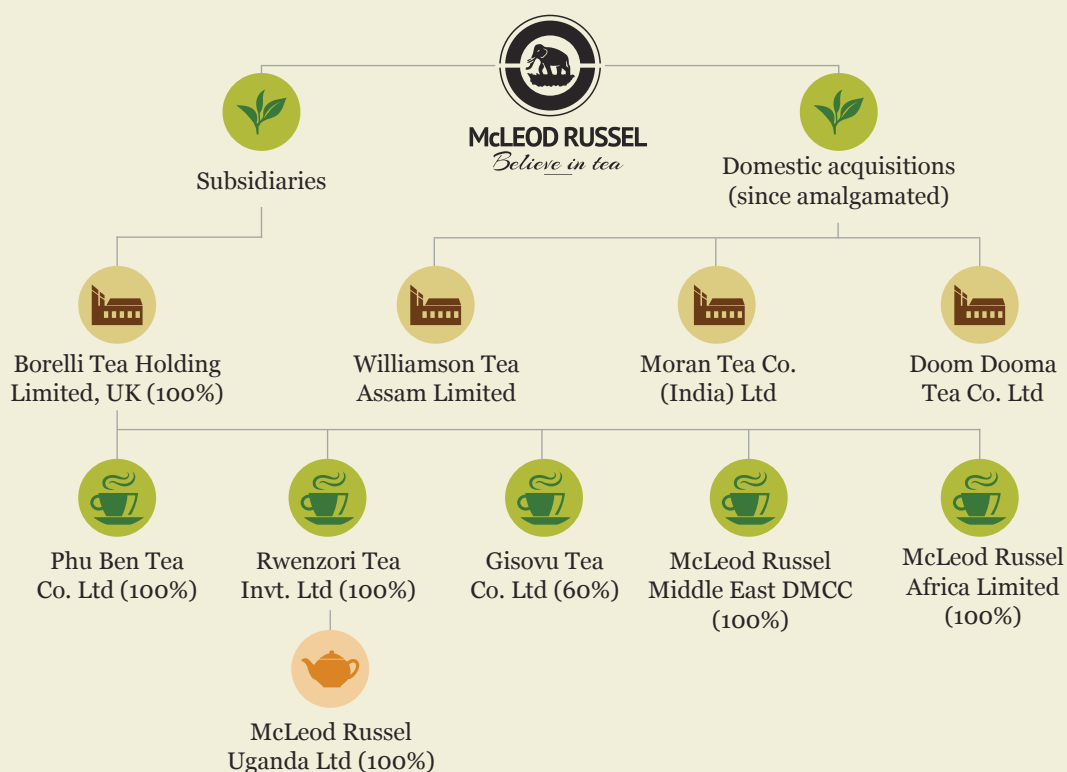 McLEOD RUSSEL
Believe in tea
Subsidiaries
Domestic acquisitions
(since amalgamated)
Borelli Tea Holding
Limited, UK (100%)
Williamson Tea
Assam Limited
Moran Tea Co.
(India) Ltd
Doom Dooma
Tea Co. Ltd
Phu Ben Tea
Co. Ltd (100%)
Rwenzori Tea
Invt. Ltd (100%)
Gisovu Tea
Co. Ltd (60%)
McLeod Russel
Middle East DMCC
(100%)
McLeod Russel
Africa Limited
(100%)
McLeod Russel
Uganda Ltd (100%)